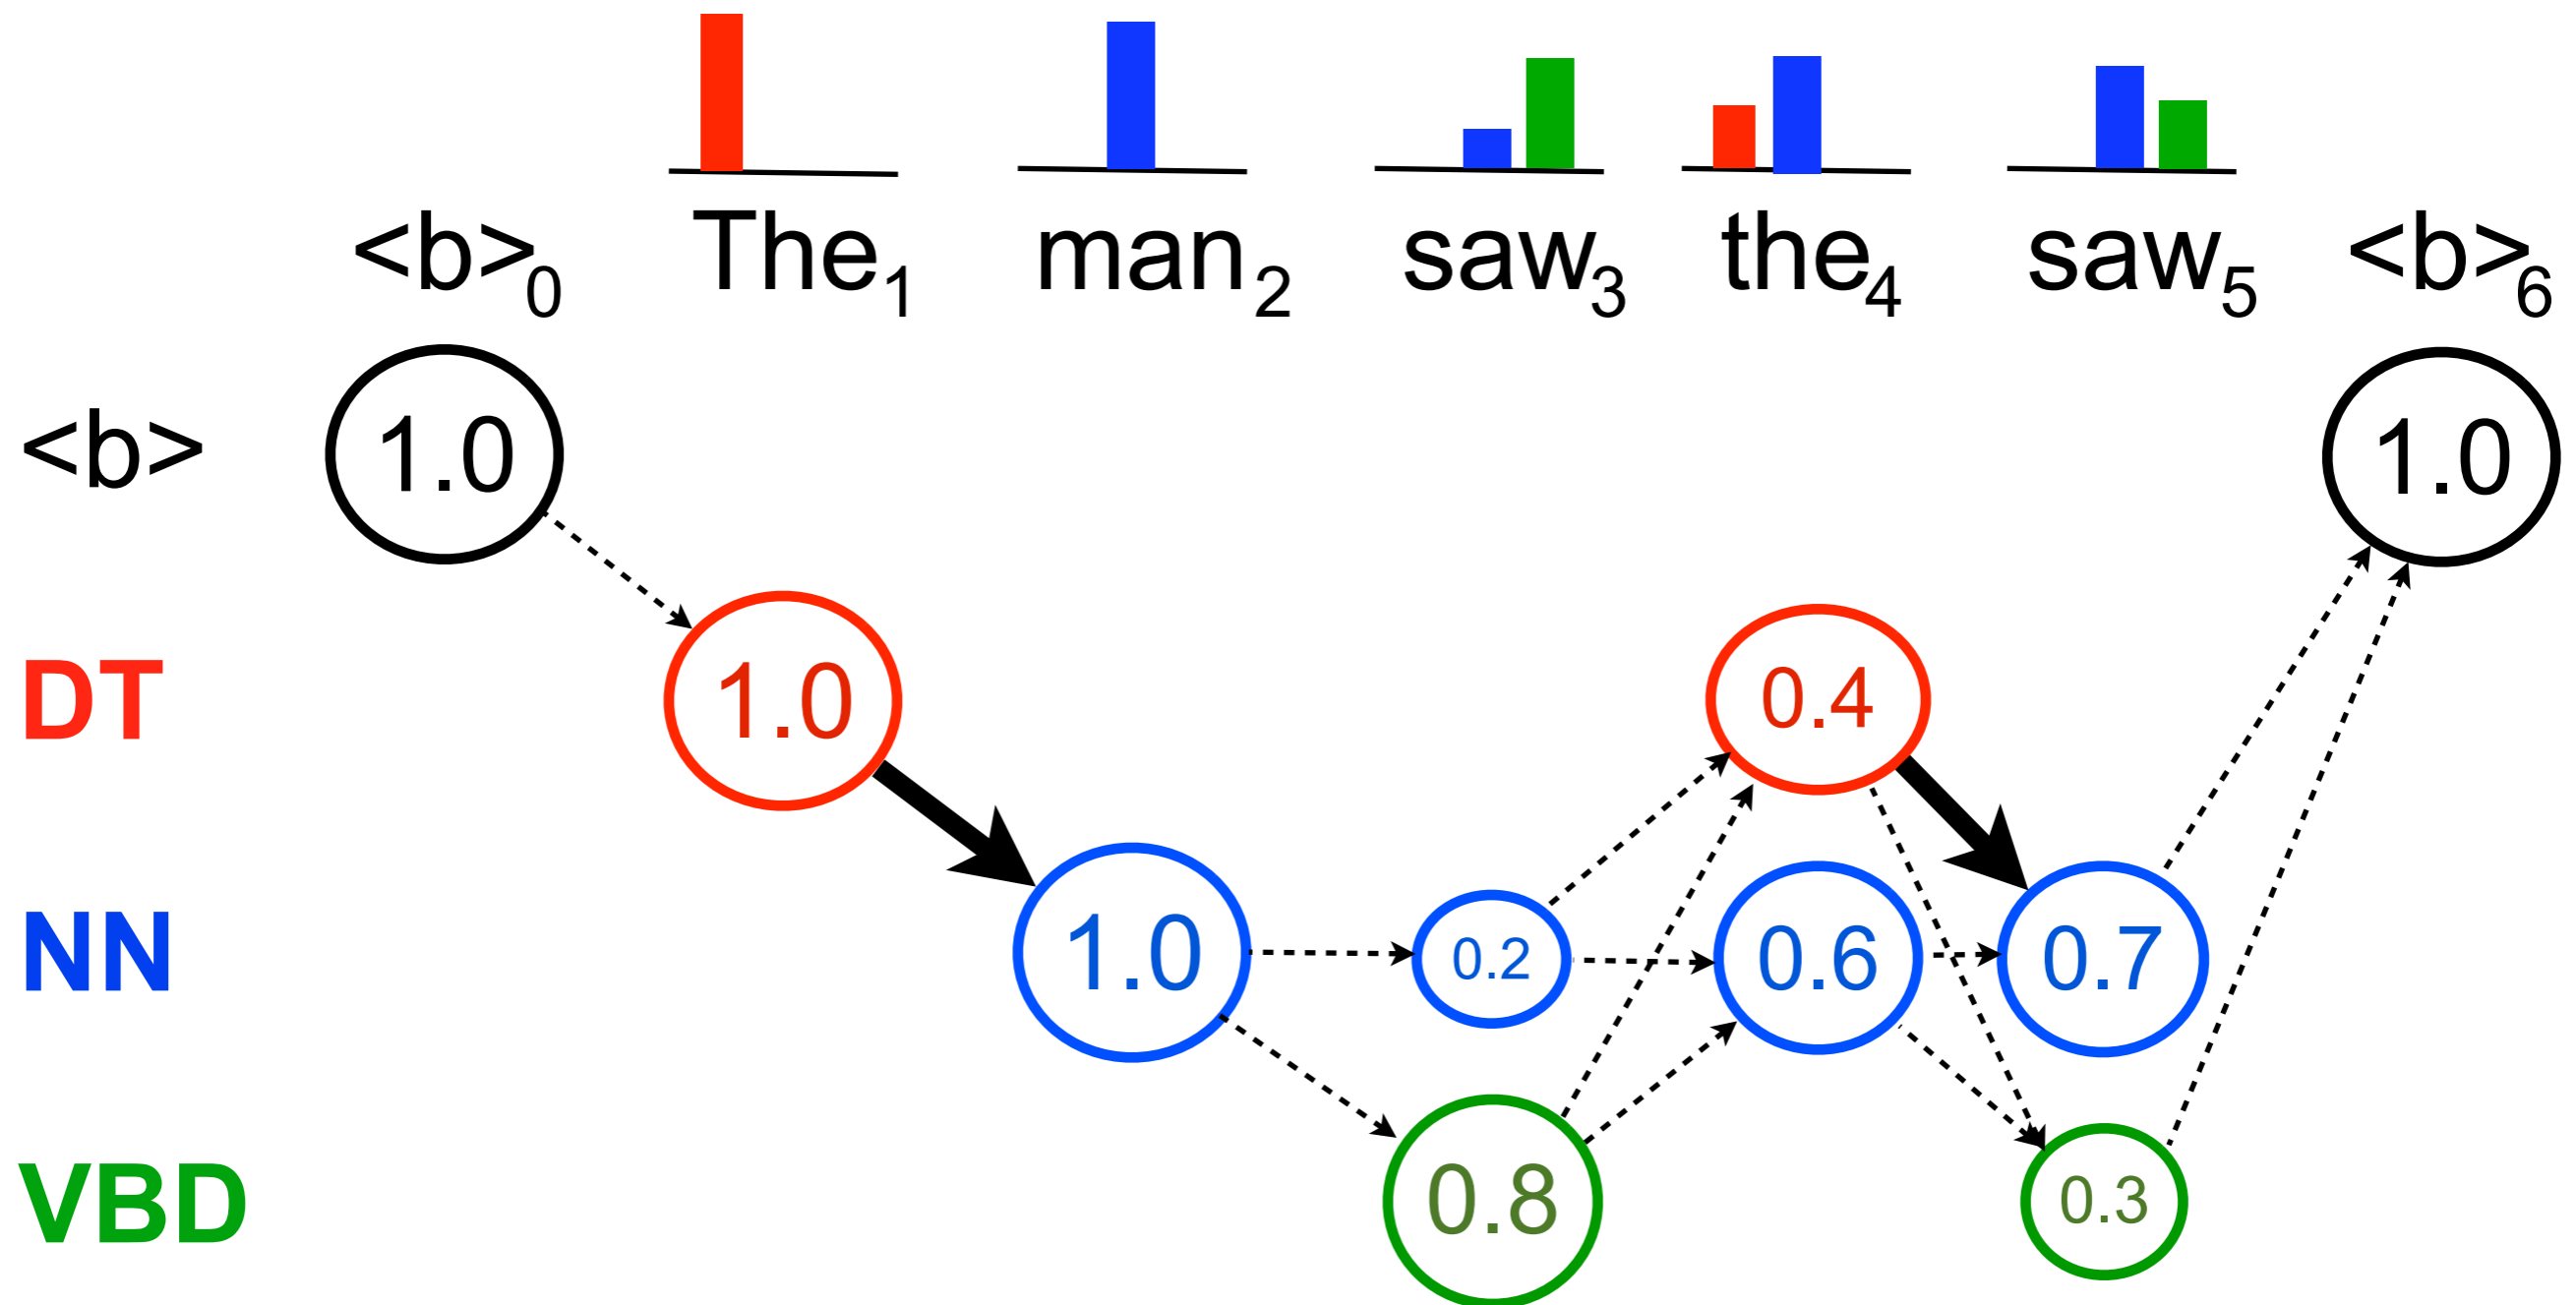 <b>0 The1 man2 saw3 the4 saw5 <b>6
<b> 1.0 1.0
DT 1.0 0.4
NN 1.0 0.2 0.6 0.7
VBD 0.8 0.3